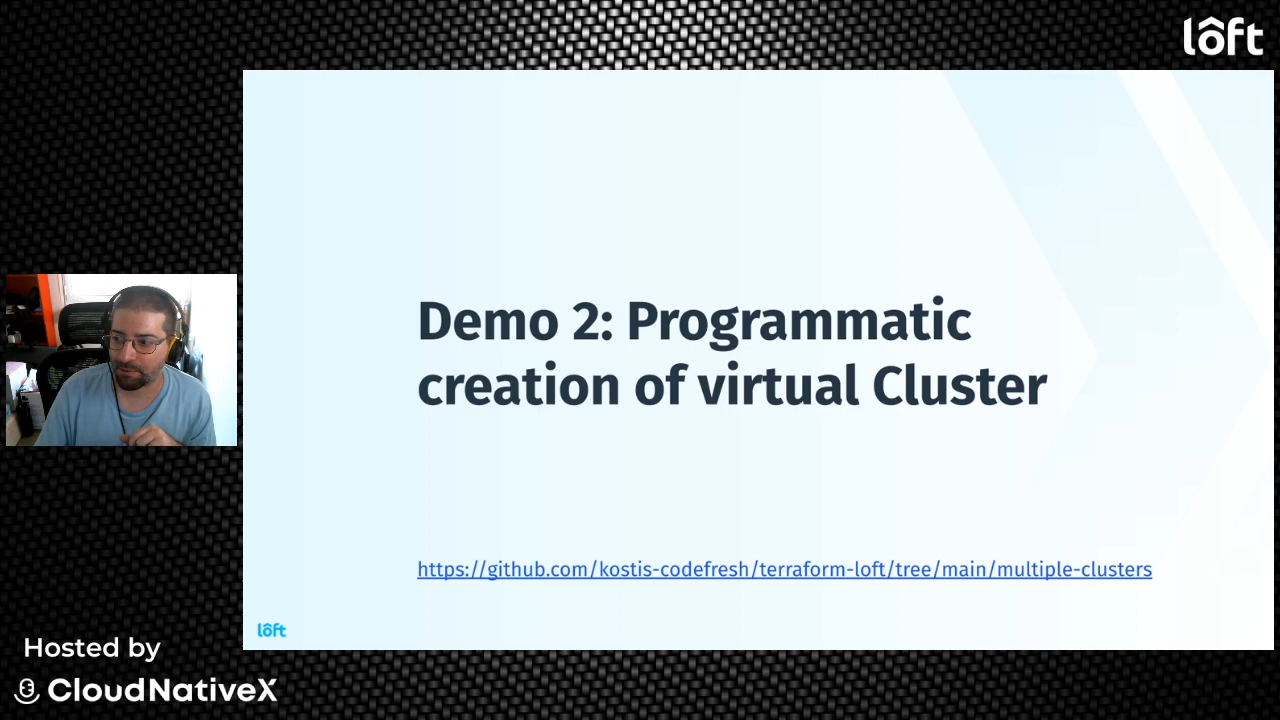 lôft
Demo 2: Programmatic
creation of virtual Cluster
https://github.com/kostis-codefresh/terraform-loft/tree/main/multiple-clusters
lôft
Hosted by
CloudNativeX